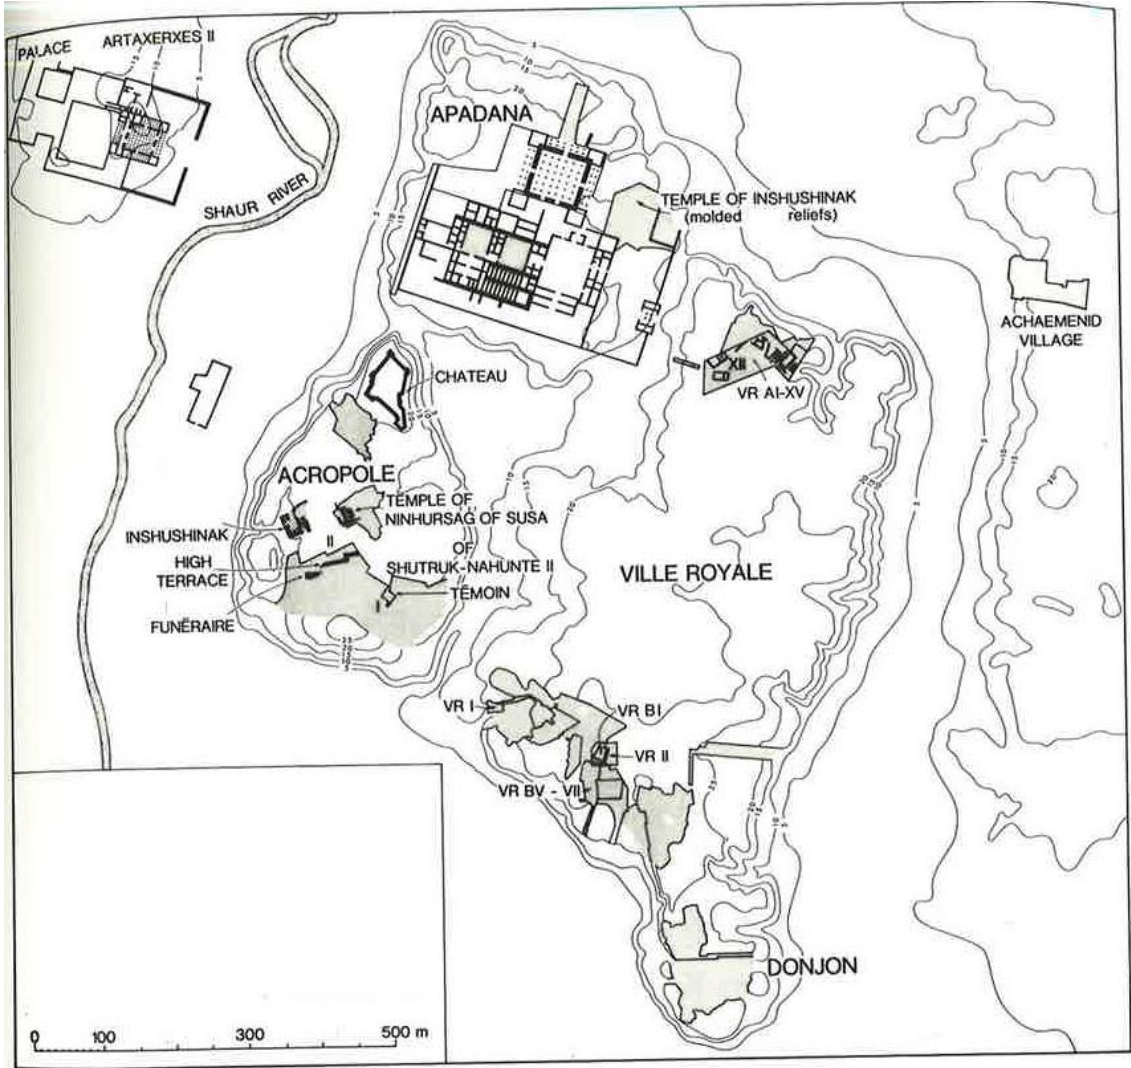 PALACE
ARTAXERXES II
SHAUR RIVER
APADANA
TEMPLE OF INSHUSHINAK
(molded reliefs)
ACHAEMENID
VILLAGE
XII
VR AI-XV
CHATEAU
ACROPOLE
TEMPLE OF
NINHURSAG OF SUSA
INSHUSHINAK
II
HIGH
TERRACE
OF
SHUTRUK-NAHUNTE II
TÉMOIN
I
FUNÉRAIRE
VILLE ROYALE
VR I
VR BI
VR II
VR BV - VII
DONJON
0 100 300 500 m